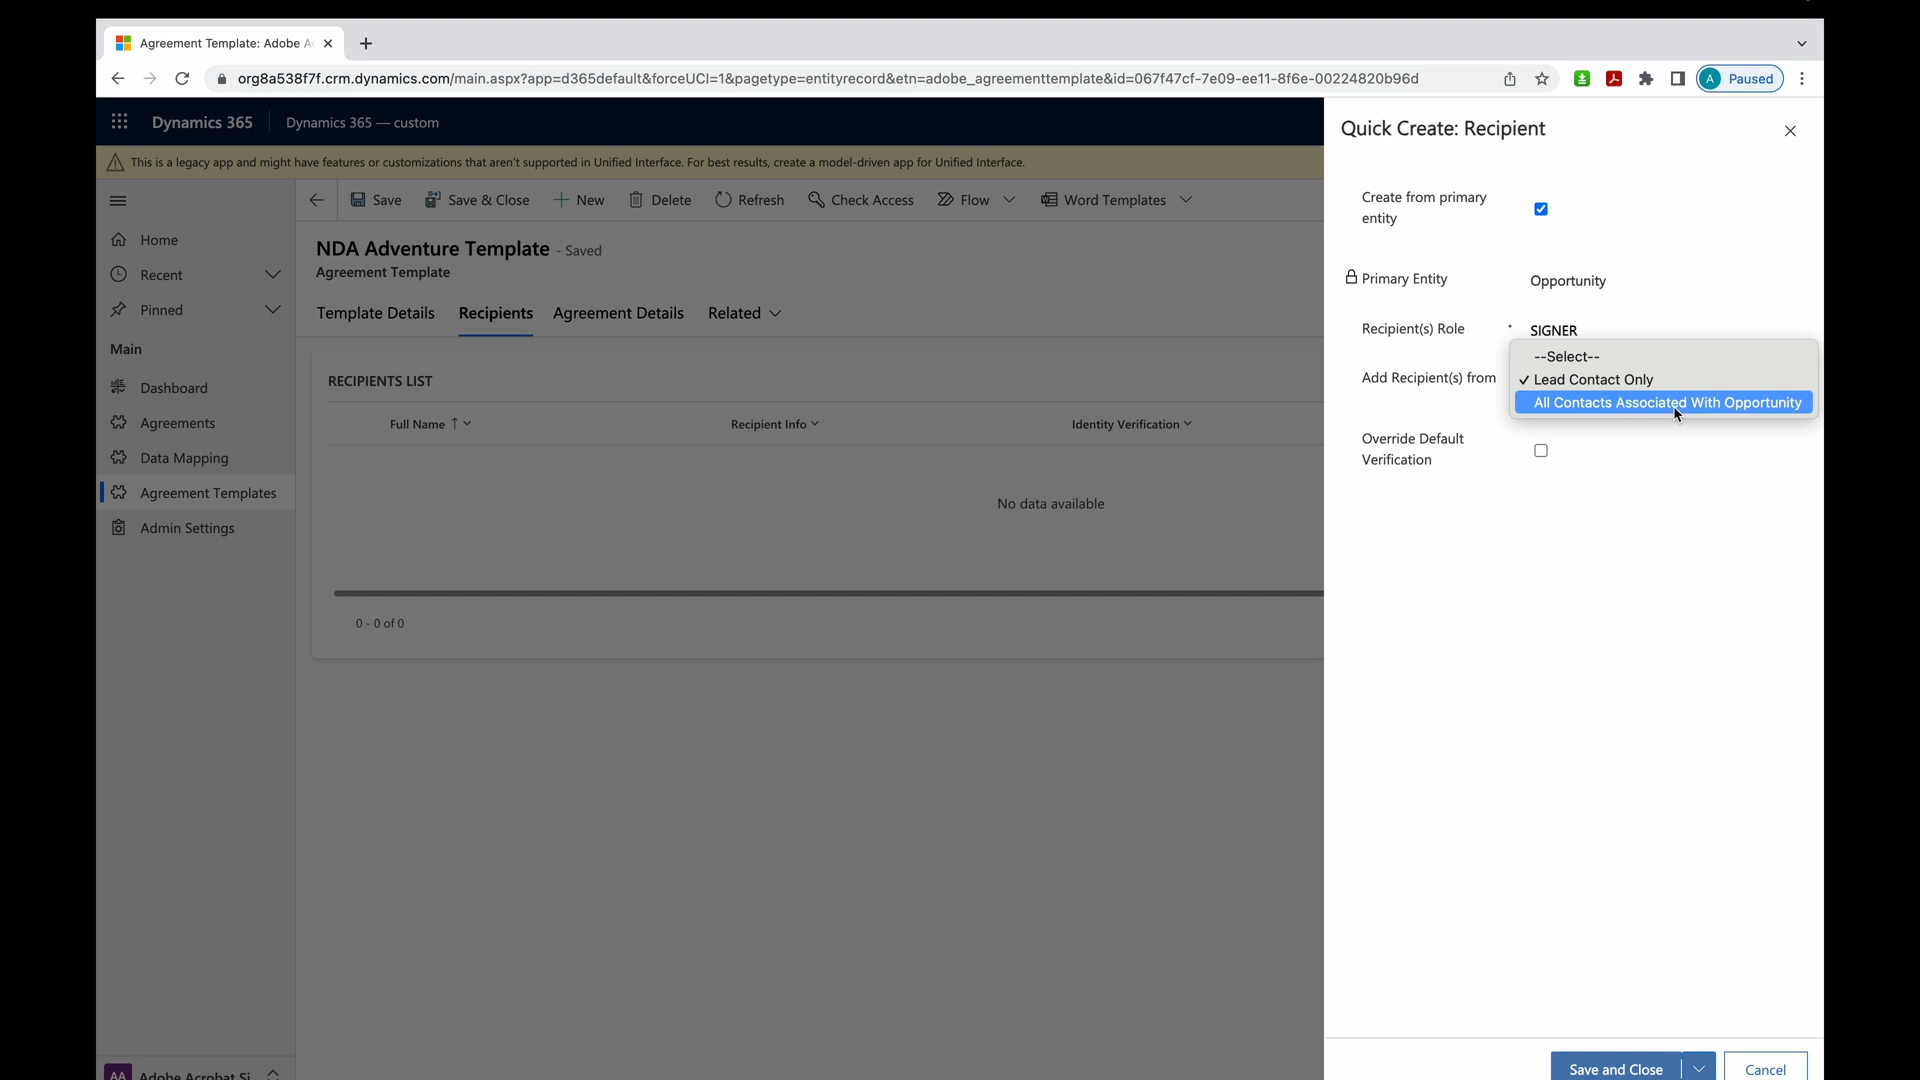 Agreement Template: Adobe A
org8a538f7f.crm.dynamics.com/main.aspx?app=d365default&forceUCI=1&pagetype=entityrecord&etn=adobe_agreementtemplate&id=067f47cf-7e09-ee11-8f6e-00224820b96d
A Paused
Dynamics 365 Dynamics 365 — custom
This is a legacy app and might have features or customizations that aren't supported in Unified Interface. For best results, create a model-driven app for Unified Interface.
Save Save & Close New Delete Refresh Check Access Flow Word Templates
Home
Recent
Pinned
Main
Dashboard
Agreements
Data Mapping
Agreement Templates
Admin Settings
AA Adobe Acrobat Si
NDA Adventure Template - Saved
Agreement Template
Template Details Recipients Agreement Details Related
RECIPIENTS LIST
Full Name ↑ Recipient Info Identity Verification
No data available
0 - 0 of 0
Quick Create: Recipient
Create from primary
entity
Primary Entity Opportunity
Recipient(s) Role * SIGNER
Add Recipient(s) from
--Select--
✓ Lead Contact Only
All Contacts Associated With Opportunity
Override Default
Verification
Save and Close Cancel